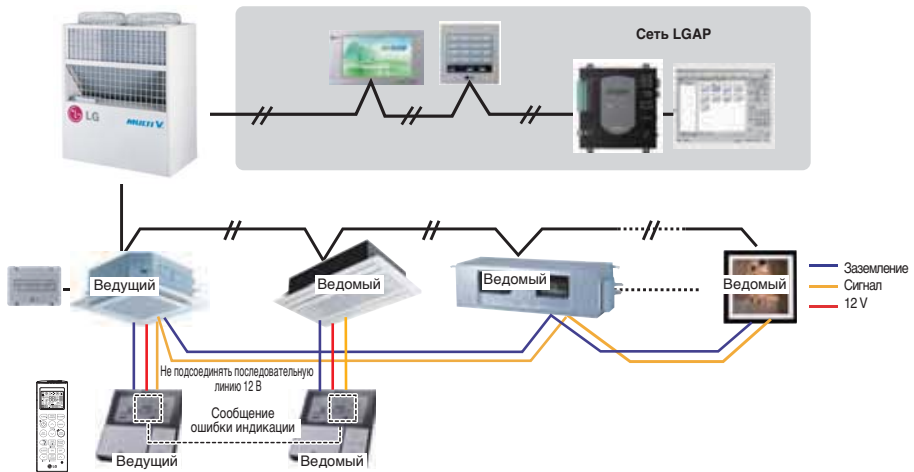 Сеть LGAP
LG
MULTI V
Ведущий
Ведомый
Ведомый
Ведомый
Заземление
Сигнал
12 V
Не подсоединять последовательную
линию 12 В
Сообщение
ошибки индикации
Ведущий
Ведомый
LG